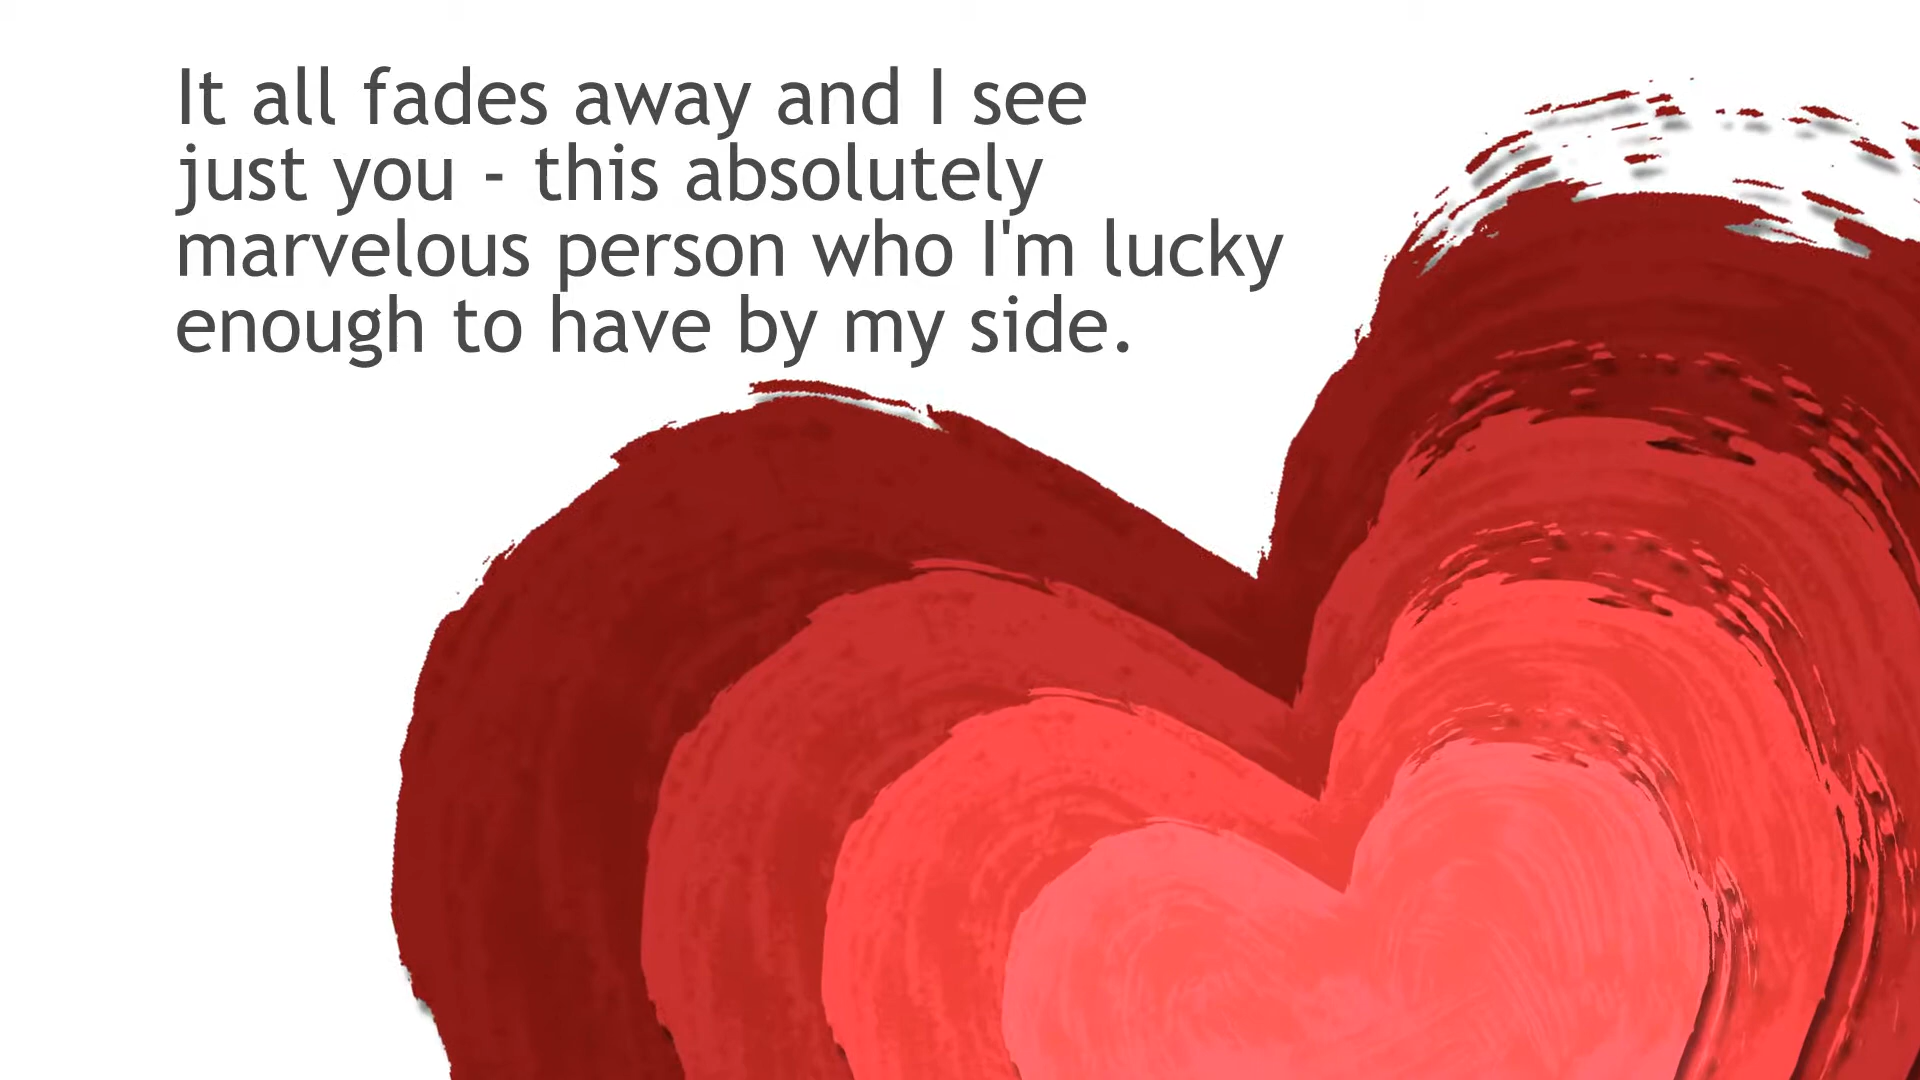 It all fades away and I see
just you - this absolutely
marvelous person who I'm lucky
enough to have by my side.